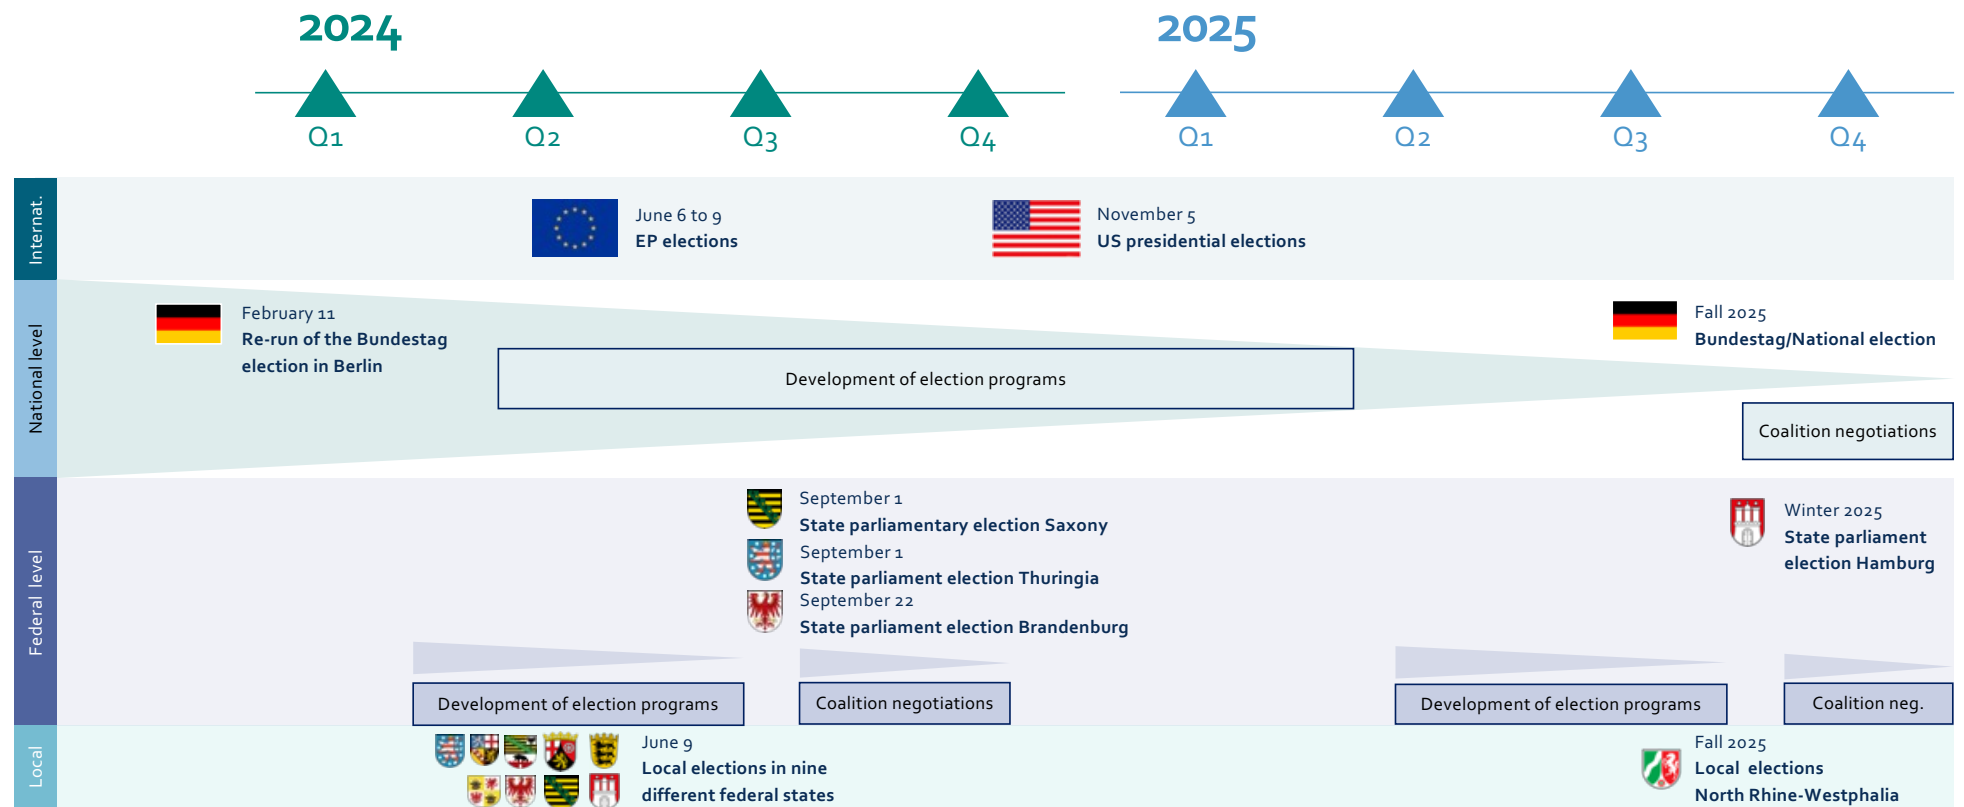 2024
2025
Q1
Q2
Q3
Q4
Q1
Q2
Q3
Q4
Internat.
June 6 to 9
EP elections
November 5
US presidential elections
National level
February 11
Re-run of the Bundestag
election in Berlin
Development of election programs
Fall 2025
Bundestag/National election
Coalition negotiations
Federal level
September 1
State parliamentary election Saxony
September 1
State parliament election Thuringia
September 22
State parliament election Brandenburg
Winter 2025
State parliament
election Hamburg
Development of election programs
Coalition negotiations
Development of election programs
Coalition neg.
Local
June 9
Local elections in nine
different federal states
Fall 2025
Local elections
North Rhine-Westphalia